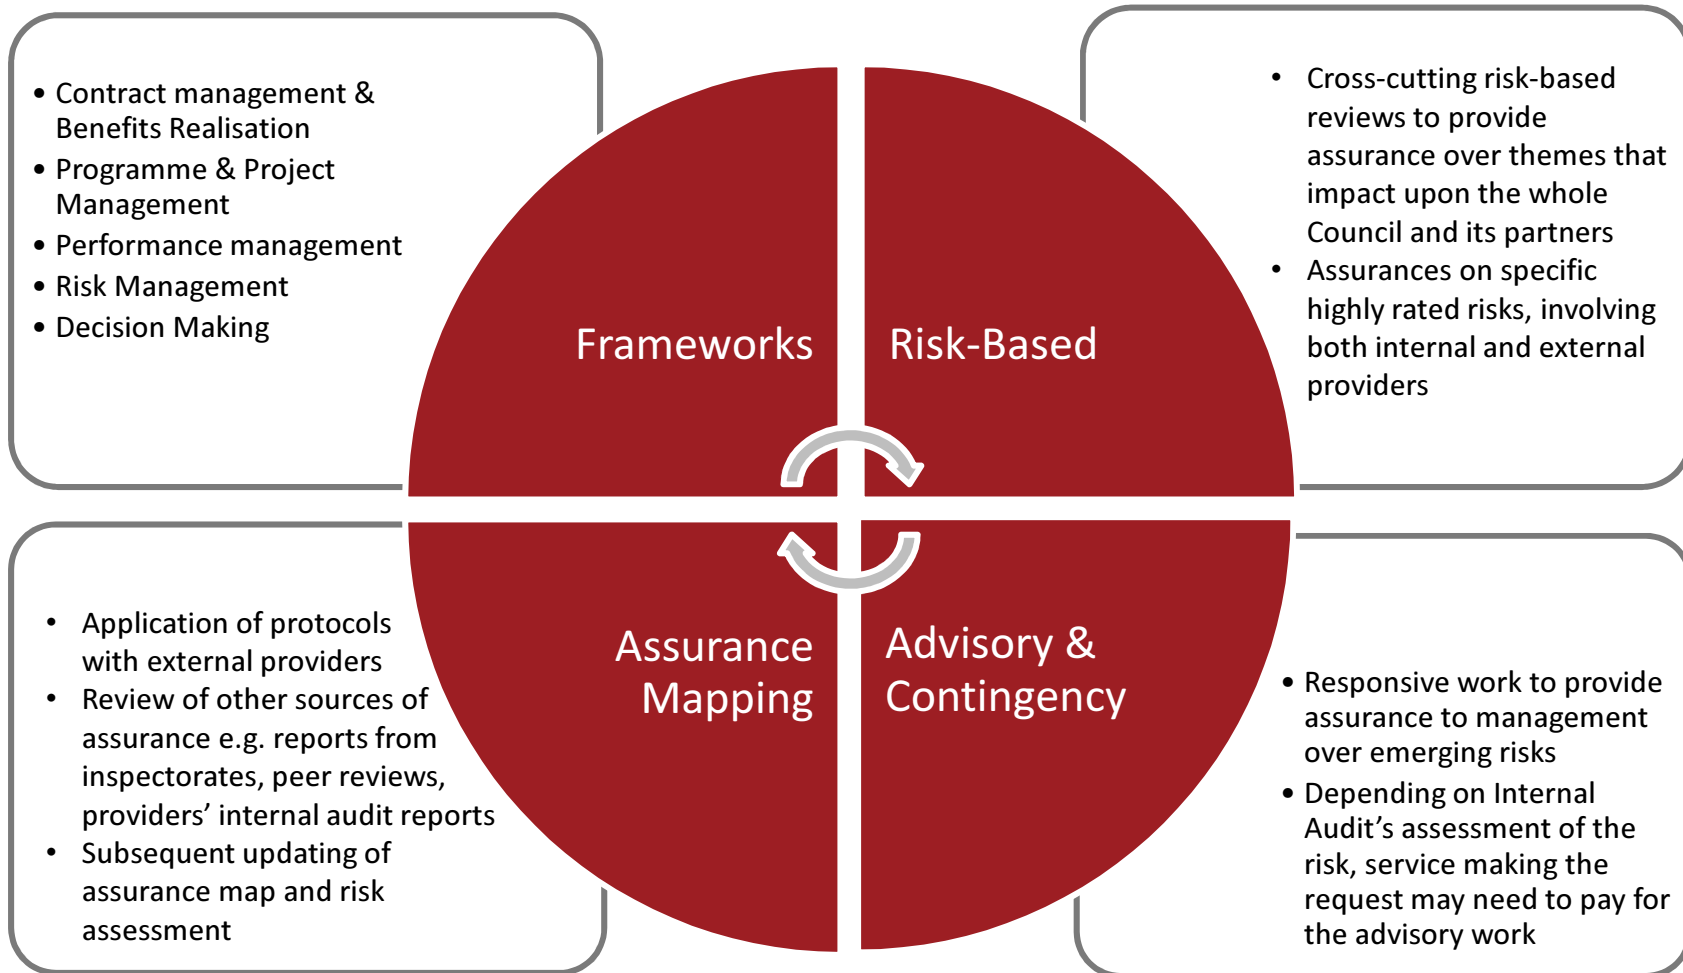 • Contract management &
Benefits Realisation
• Programme & Project
Management
• Performance management
• Risk Management
• Decision Making
Frameworks
Risk-Based
• Cross-cutting risk-based
reviews to provide
assurance over themes that
impact upon the whole
Council and its partners
• Assurances on specific
highly rated risks, involving
both internal and external
providers
• Application of protocols
with external providers
• Review of other sources of
assurance e.g. reports from
inspectorates, peer reviews,
providers’ internal audit reports
• Subsequent updating of
assurance map and risk
assessment
Assurance
Mapping
Advisory &
Contingency
• Responsive work to provide
assurance to management
over emerging risks
• Depending on Internal
Audit’s assessment of the
risk, service making the
request may need to pay for
the advisory work